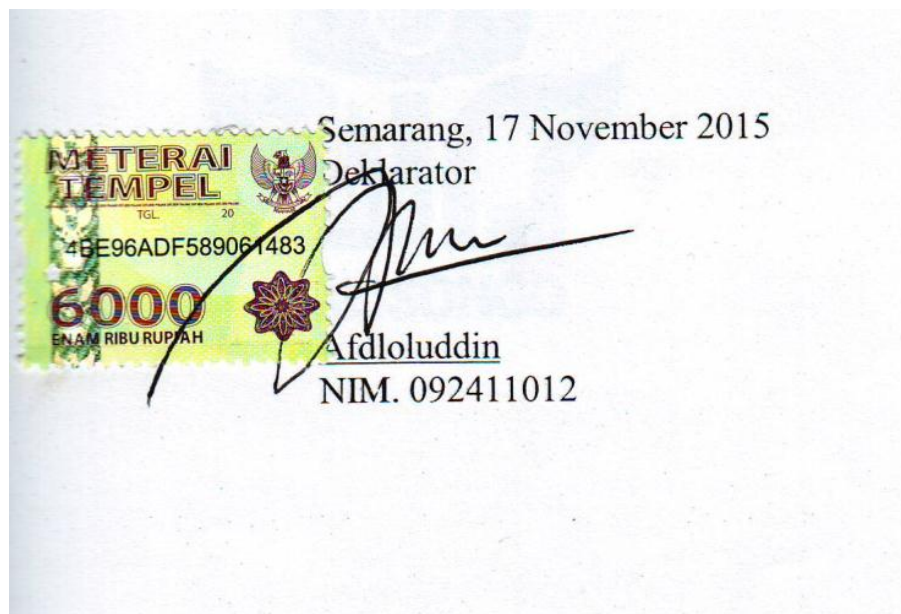 Semarang, 17 November 2015
Deklarator
METERAI
TEMPEL
TGL. 20
4BE96ADF589061483
6000
ENAM RIBU RUPIAH
Afdloluddin
NIM. 092411012